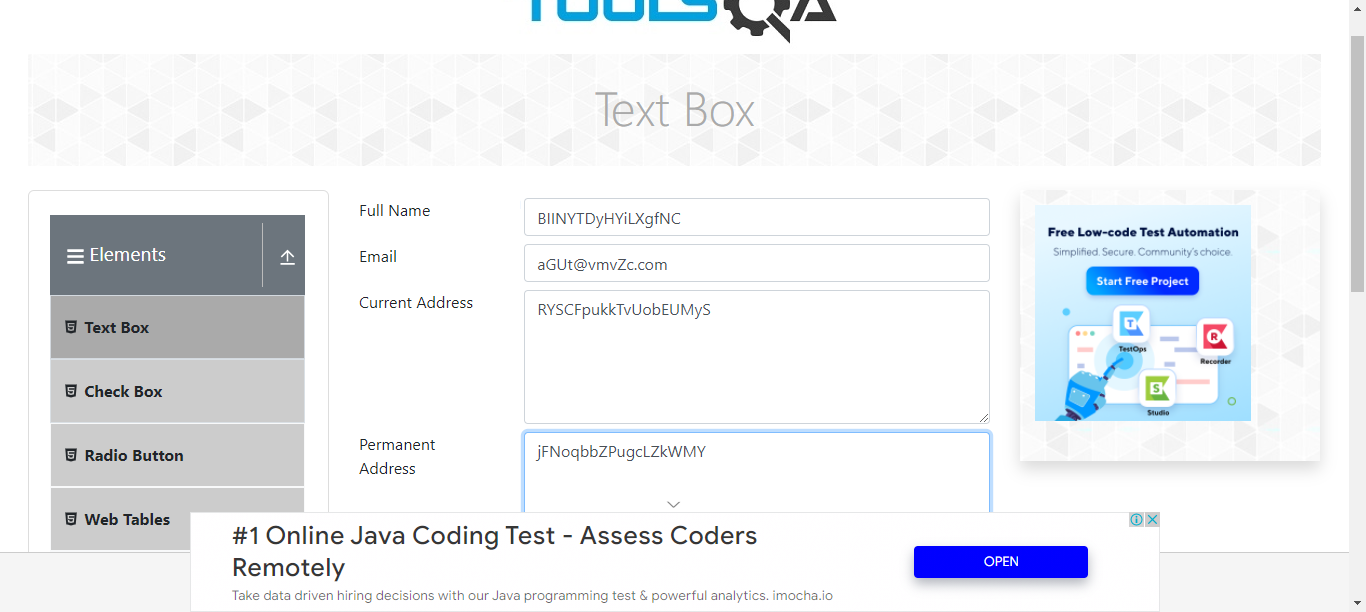 TOOLSQA
Text Box
Elements
Text Box
Check Box
Radio Button
Web Tables
Full Name
BIINYTDyHYiLXgfNC
Email
aGUt@vmvZc.com
Current Address
RYSCFpukkTvUobEUMyS
Permanent
Address
jFNoqbbZPugcLZkWMY
Free Low-code Test Automation
Simplified. Secure. Community's choice.
Start Free Project
T
TestOps
R
Recorder
S
Studio
#1 Online Java Coding Test - Assess Coders
Remotely
Take data driven hiring decisions with our Java programming test & powerful analytics. imocha.io
OPEN